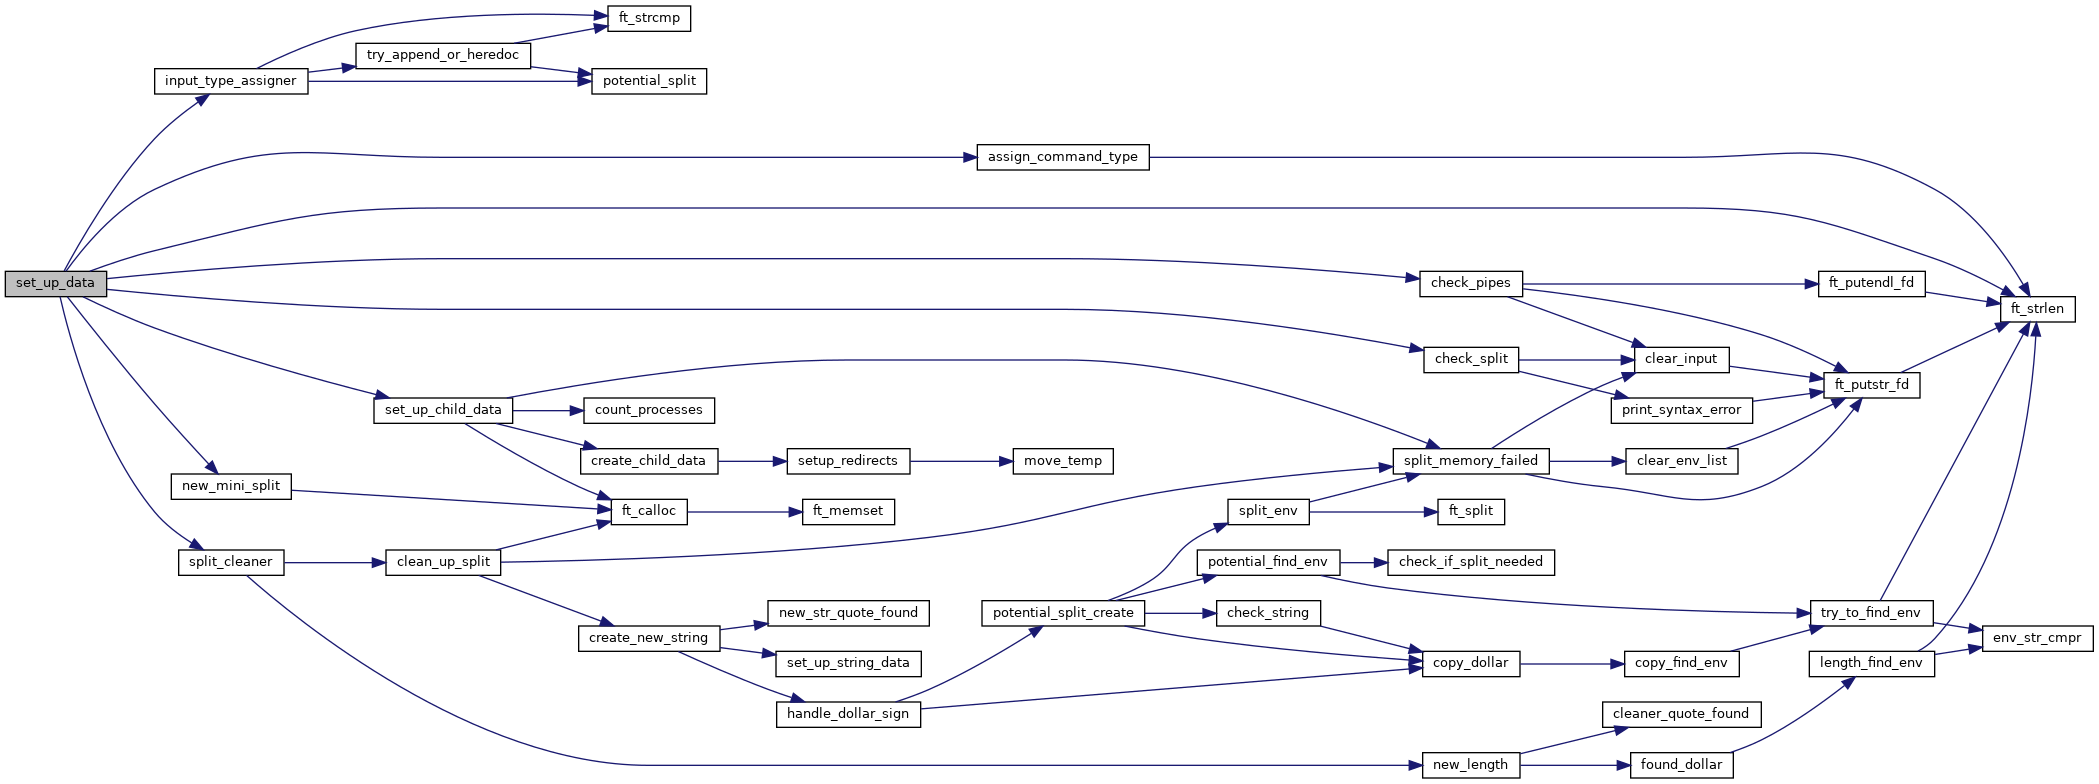 ft_strcmp
try_append_or_heredoc
input_type_assigner
potential_split
assign_command_type
set_up_data
check_pipes
ft_putendl_fd
ft_strlen
check_split
clear_input
ft_putstr_fd
set_up_child_data
count_processes
print_syntax_error
create_child_data
setup_redirects
move_temp
split_memory_failed
clear_env_list
new_mini_split
ft_calloc
ft_memset
split_env
ft_split
split_cleaner
clean_up_split
potential_find_env
check_if_split_needed
new_str_quote_found
potential_split_create
check_string
try_to_find_env
create_new_string
env_str_cmpr
set_up_string_data
copy_dollar
copy_find_env
length_find_env
handle_dollar_sign
cleaner_quote_found
new_length
found_dollar